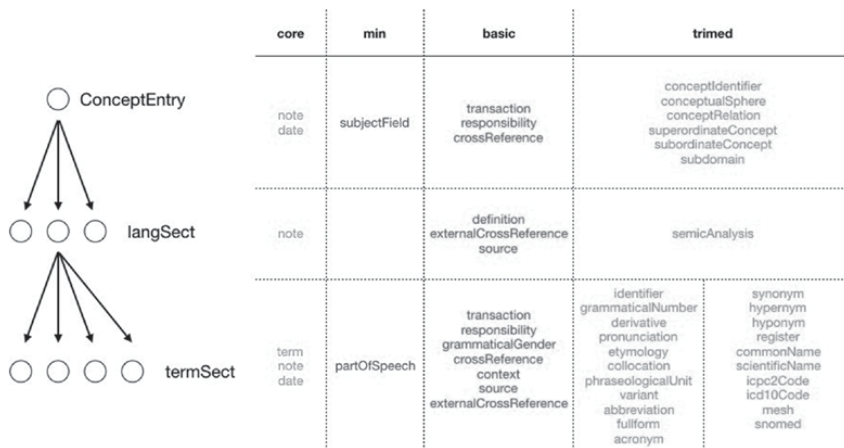 core min basic trimed
ConceptEntry
note
date
subjectField
transaction
responsibility
crossReference
conceptIdentifier
conceptualSphere
conceptRelation
superordinateConcept
subordinateConcept
subdomain
langSect
note
definition
externalCrossReference
source
semicAnalysis
termSect
term
note
date
partOfSpeech
transaction
responsibility
grammaticalGender
crossReference
context
source
externalCrossReference
identifier
grammaticalNumber
derivative
pronunciation
etymology
collocation
phraseologicalUnit
variant
abbreviation
fullform
acronym
synonym
hypernym
hyponym
register
commonName
scientificName
icpc2Code
icd10Code
mesh
snomed